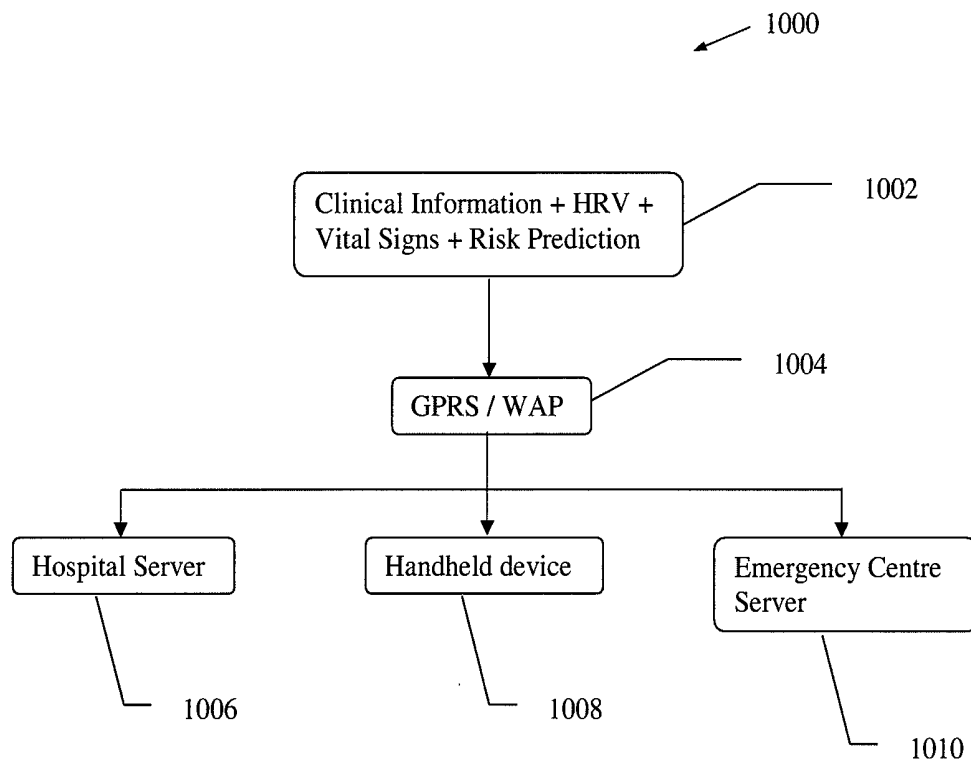 1000
Clinical Information + HRV +
Vital Signs + Risk Prediction
1002
GPRS / WAP
1004
Hospital Server
Handheld device
Emergency Centre
Server
1006
1008
1010